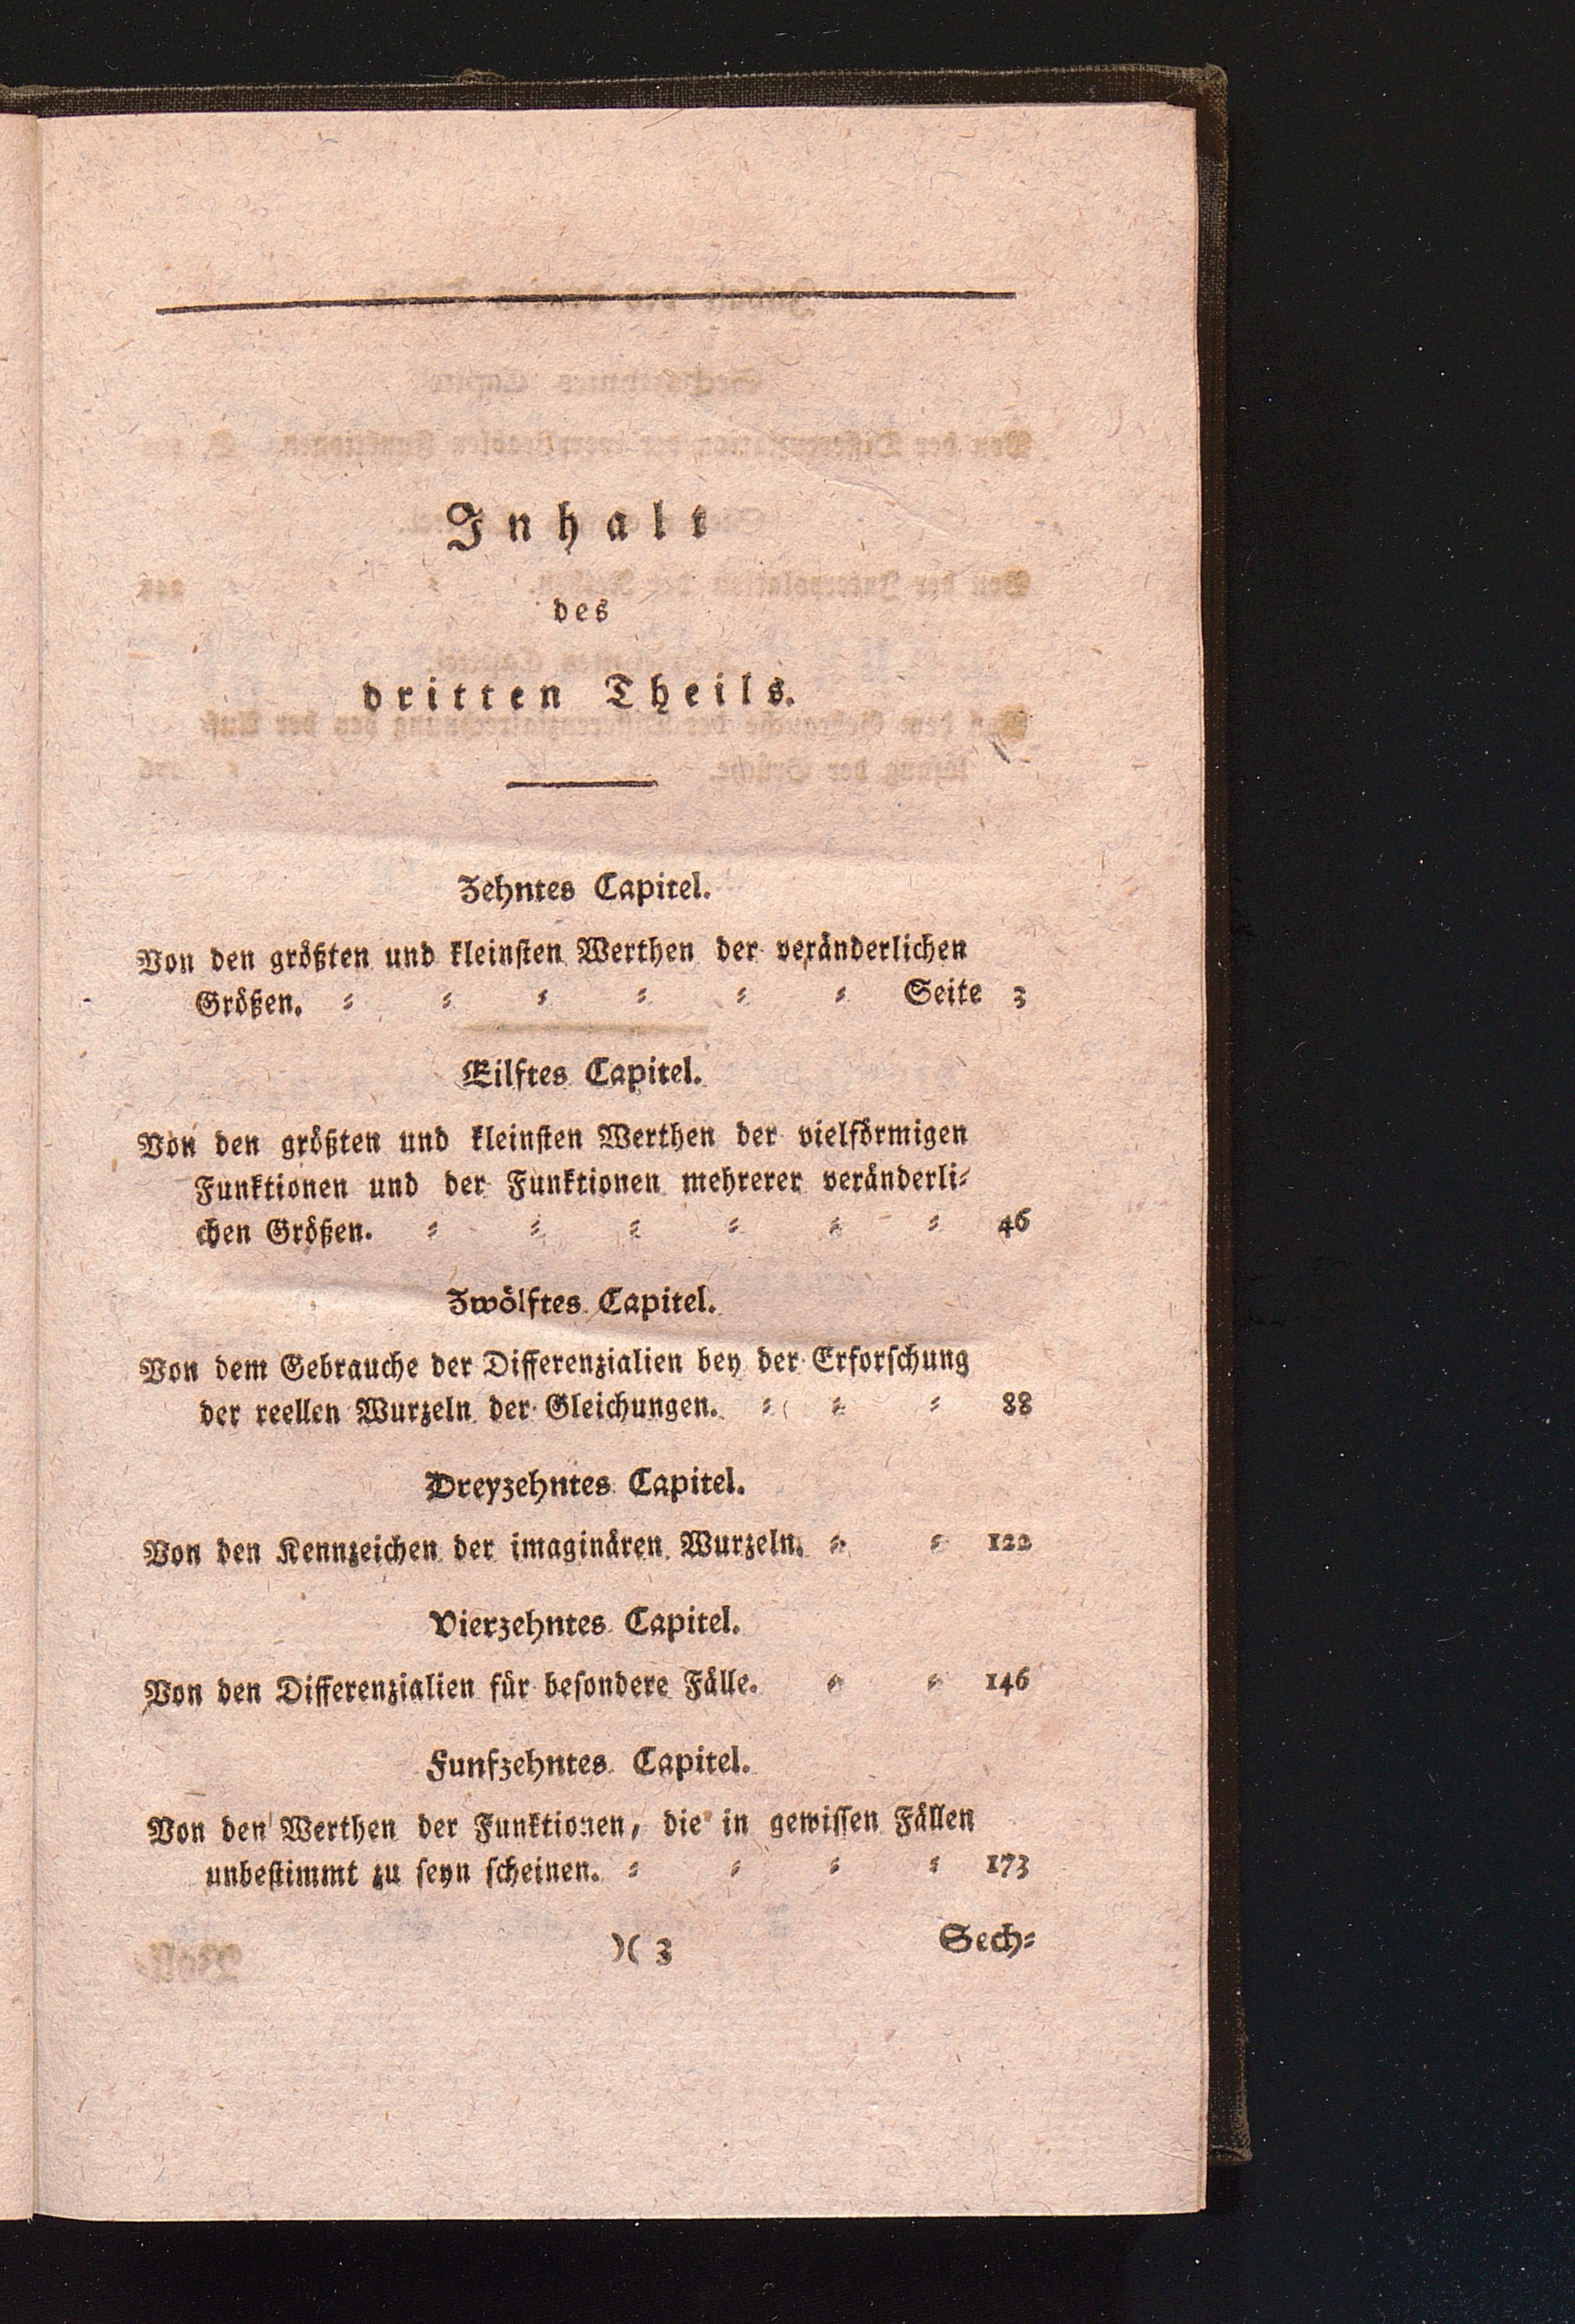 Inhalt
des
dritten Theils.
Zehntes Capitel.
Von den größten und kleinsten Werthen der veränderlichen
Größen. = = = = = = Seite 3
Eilftes Capitel.
Von den größten und kleinsten Werthen der vielförmigen
Funktionen und der Funktionen mehrerer veränderli=
chen Größen. = = = = = = 46
Zwölftes Capitel.
Von dem Gebrauche der Differenzialien bey der Erforschung
der reellen Wurzeln der Gleichungen. = = = 88
Dreyzehntes Capitel.
Von den Kennzeichen der imaginären Wurzeln. = = 122
Vierzehntes Capitel.
Von den Differenzialien für besondere Fälle. = = 146
Funfzehntes Capitel.
Von den Werthen der Funktionen, die in gewissen Fällen
unbestimmt zu seyn scheinen. = = = = 173
)( 3 Sech=